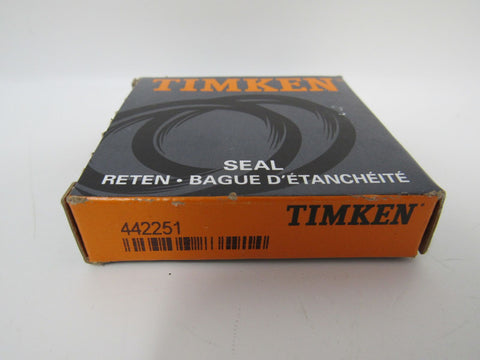 TIMKEN
SEAL
RETEN • BAGUE D'ÉTANCHÉITÉ
442251
TIMKEN